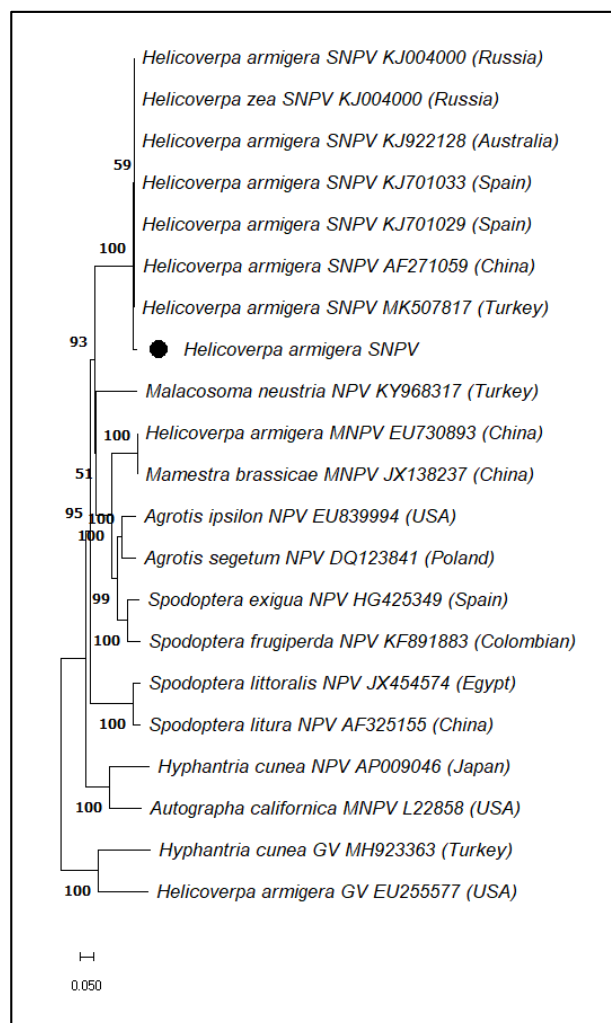 Helicoverpa armigera SNPV KJ004000 (Russia)
Helicoverpa zea SNPV KJ004000 (Russia)
Helicoverpa armigera SNPV KJ922128 (Australia)
59
Helicoverpa armigera SNPV KJ701033 (Spain)
Helicoverpa armigera SNPV KJ701029 (Spain)
100
Helicoverpa armigera SNPV AF271059 (China)
Helicoverpa armigera SNPV MK507817 (Turkey)
93
Helicoverpa armigera SNPV
Malacosoma neustria NPV KY968317 (Turkey)
100
Helicoverpa armigera MNPV EU730893 (China)
51
Mamestra brassicae MNPV JX138237 (China)
95
100
Agrotis ipsilon NPV EU839994 (USA)
100
Agrotis segetum NPV DQ123841 (Poland)
99
Spodoptera exigua NPV HG425349 (Spain)
100
Spodoptera frugiperda NPV KF891883 (Colombian)
Spodoptera littoralis NPV JX454574 (Egypt)
100
Spodoptera litura NPV AF325155 (China)
Hyphantria cunea NPV AP009046 (Japan)
100
Autographa californica MNPV L22858 (USA)
Hyphantria cunea GV MH923363 (Turkey)
100
Helicoverpa armigera GV EU255577 (USA)
0.050